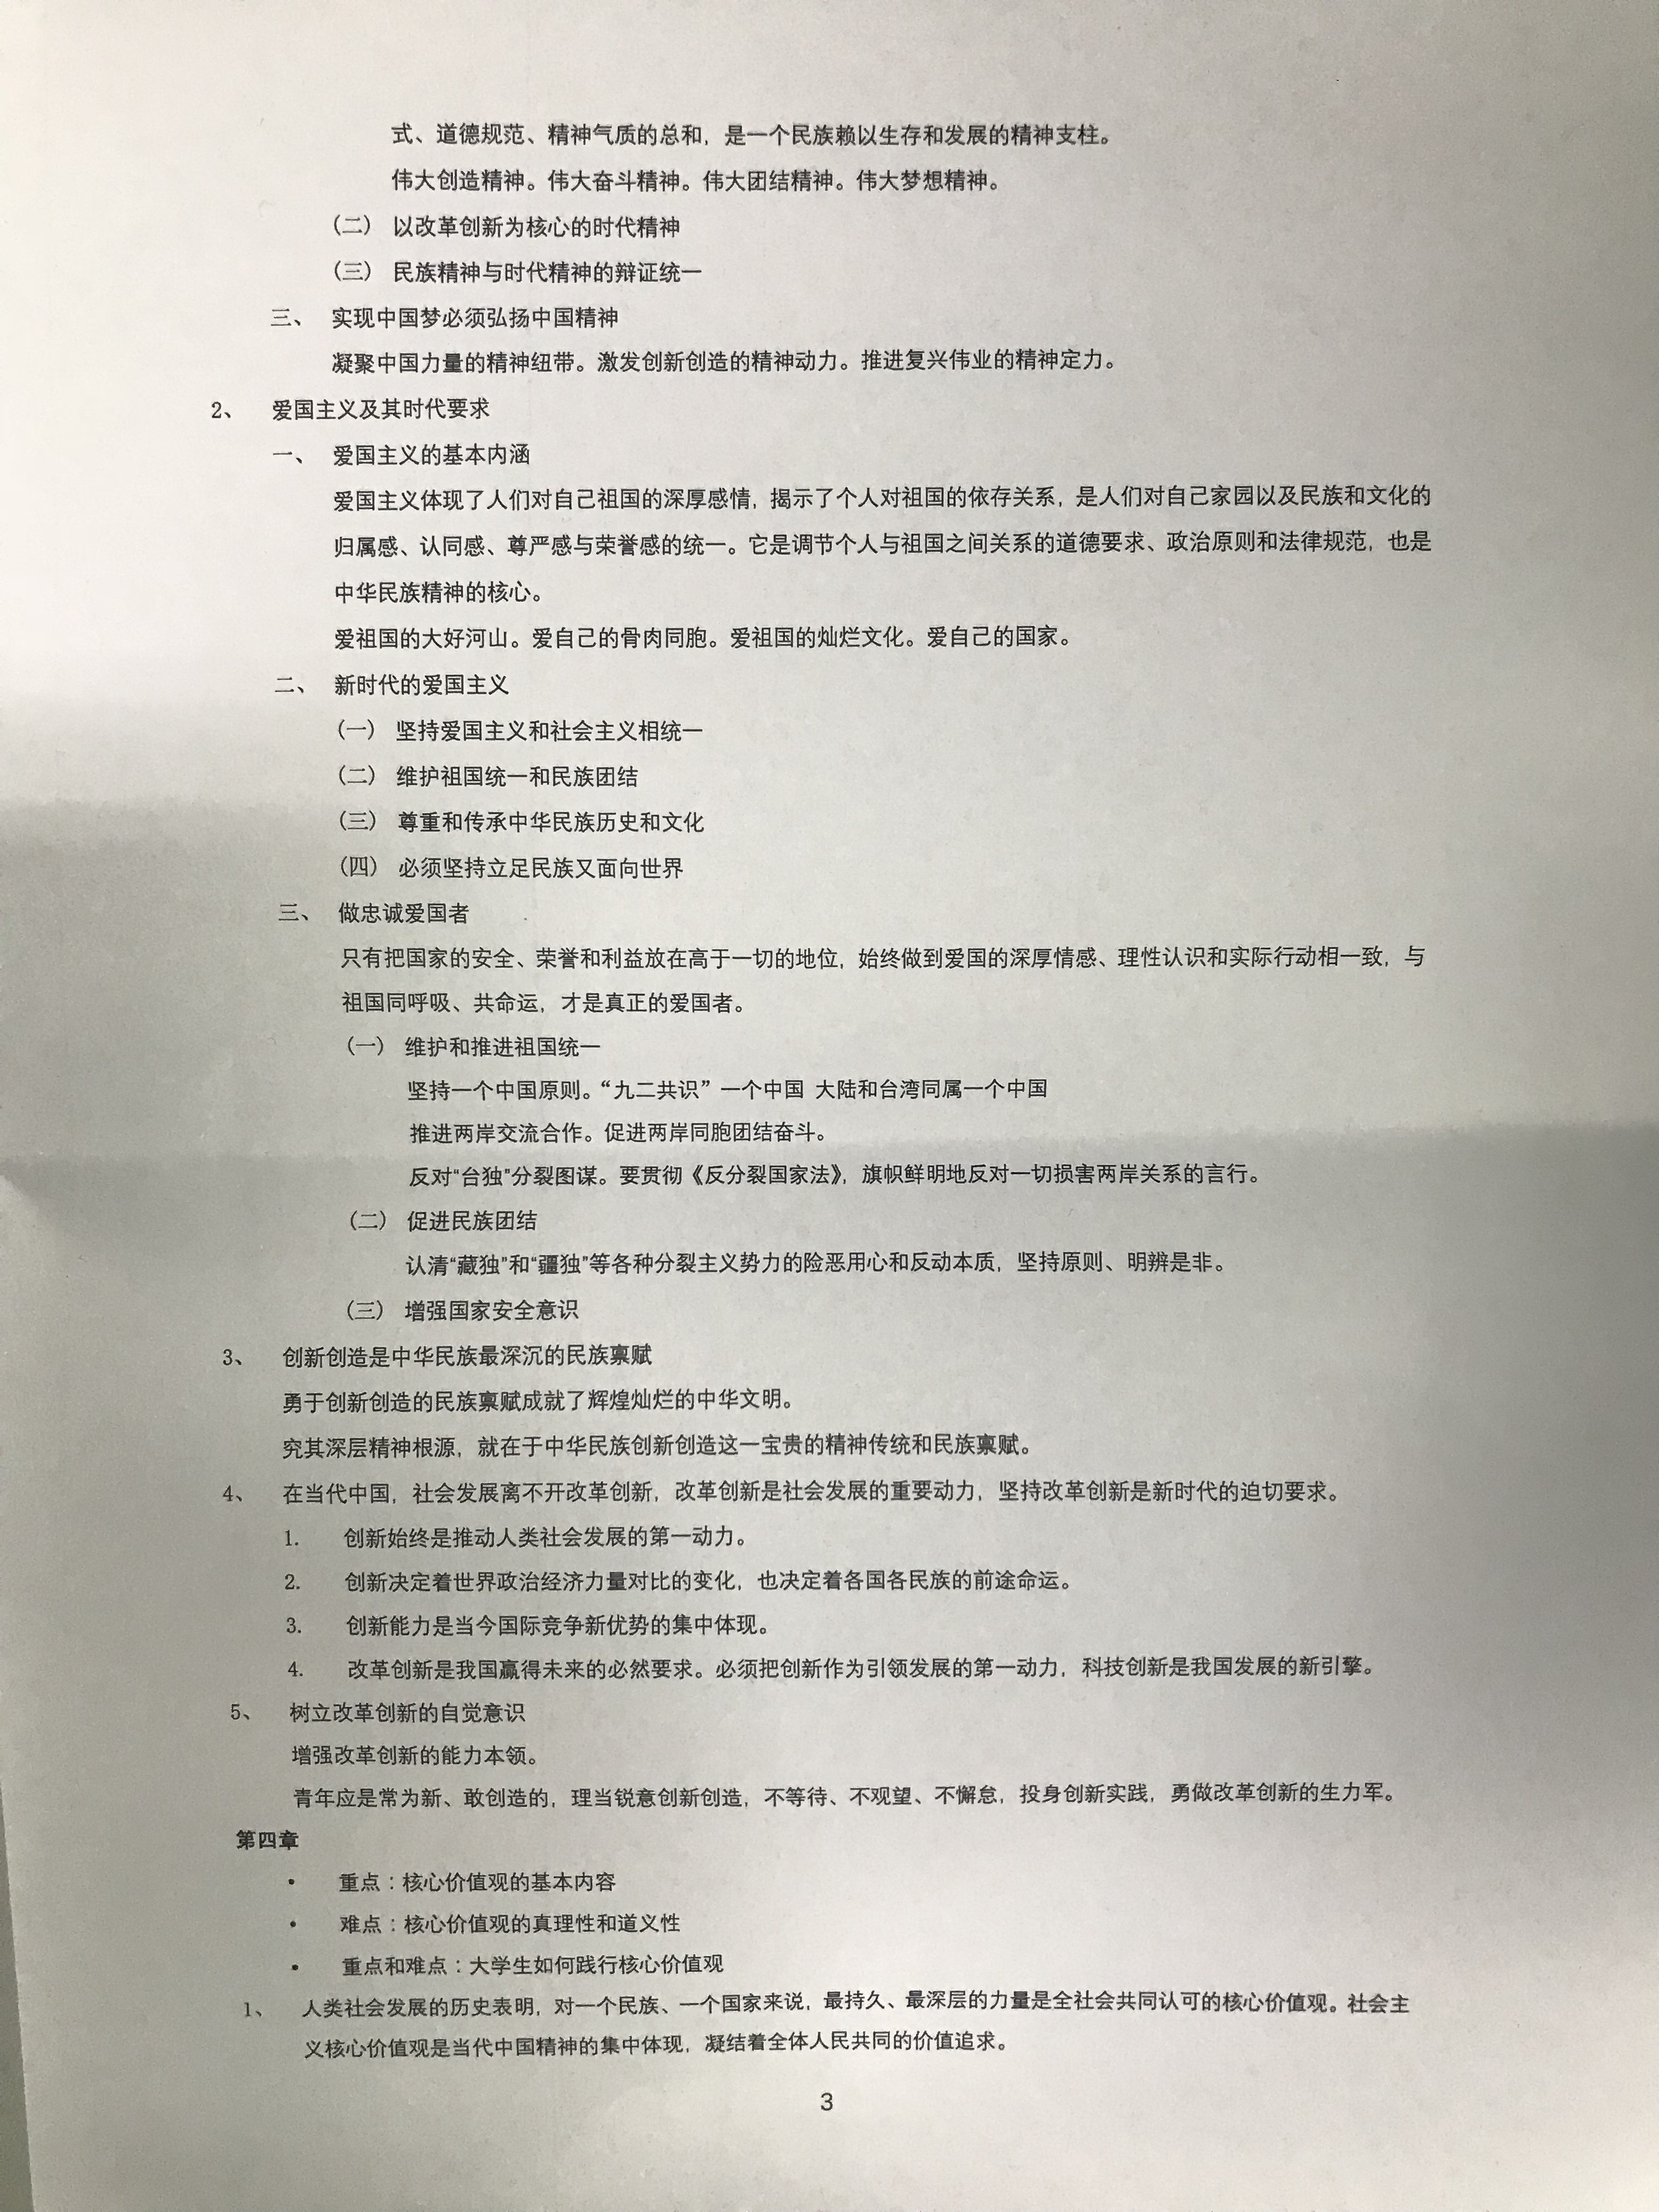 式、道德规范、精神气质的总和，是一个民族赖以生存和发展的精神支柱。
伟大创造精神。伟大奋斗精神。伟大团结精神。伟大梦想精神。
（二） 以改革创新为核心的时代精神
（三） 民族精神与时代精神的辩证统一
三、 实现中国梦必须弘扬中国精神
凝聚中国力量的精神纽带。激发创新创造的精神动力。推进复兴伟业的精神定力。
2、 爱国主义及其时代要求
一、 爱国主义的基本内涵
爱国主义体现了人们对自己祖国的深厚感情，揭示了个人对祖国的依存关系，是人们对自己家园以及民族和文化的
归属感、认同感、尊严感与荣誉感的统一。它是调节个人与祖国之间关系的道德要求、政治原则和法律规范，也是
中华民族精神的核心。
爱祖国的大好河山。爱自己的骨肉同胞。爱祖国的灿烂文化。爱自己的国家。
二、 新时代的爱国主义
（一） 坚持爱国主义和社会主义相统一
（二） 维护祖国统一和民族团结
（三） 尊重和传承中华民族历史和文化
（四） 必须坚持立足民族又面向世界
三、 做忠诚爱国者
只有把国家的安全、荣誉和利益放在高于一切的地位，始终做到爱国的深厚情感、理性认识和实际行动相一致，与
祖国同呼吸、共命运，才是真正的爱国者。
（一） 维护和推进祖国统一
坚持一个中国原则。“九二共识”一个中国 大陆和台湾同属一个中国
推进两岸交流合作。促进两岸同胞团结奋斗。
反对“台独”分裂图谋。要贯彻《反分裂国家法》，旗帜鲜明地反对一切损害两岸关系的言行。
（二） 促进民族团结
认清“藏独”和“疆独”等各种分裂主义势力的险恶用心和反动本质，坚持原则、明辨是非。
（三） 增强国家安全意识
3、 创新创造是中华民族最深沉的民族禀赋
勇于创新创造的民族禀赋成就了辉煌灿烂的中华文明。
究其深层精神根源，就在于中华民族创新创造这一宝贵的精神传统和民族禀赋。
4、 在当代中国，社会发展离不开改革创新，改革创新是社会发展的重要动力，坚持改革创新是新时代的迫切要求。
1. 创新始终是推动人类社会发展的第一动力。
2. 创新决定着世界政治经济力量对比的变化，也决定着各国各民族的前途命运。
3. 创新能力是当今国际竞争新优势的集中体现。
4. 改革创新是我国赢得未来的必然要求。必须把创新作为引领发展的第一动力，科技创新是我国发展的新引擎。
5、 树立改革创新的自觉意识
增强改革创新的能力本领。
青年应是常为新、敢创造的，理当锐意创新创造，不等待、不观望、不懈怠，投身创新实践，勇做改革创新的生力军。
第四章
• 重点：核心价值观的基本内容
• 难点：核心价值观的真理性和道义性
• 重点和难点：大学生如何践行核心价值观
1、 人类社会发展的历史表明，对一个民族、一个国家来说，最持久、最深层的力量是全社会共同认可的核心价值观。社会主
义核心价值观是当代中国精神的集中体现，凝结着全体人民共同的价值追求。
3